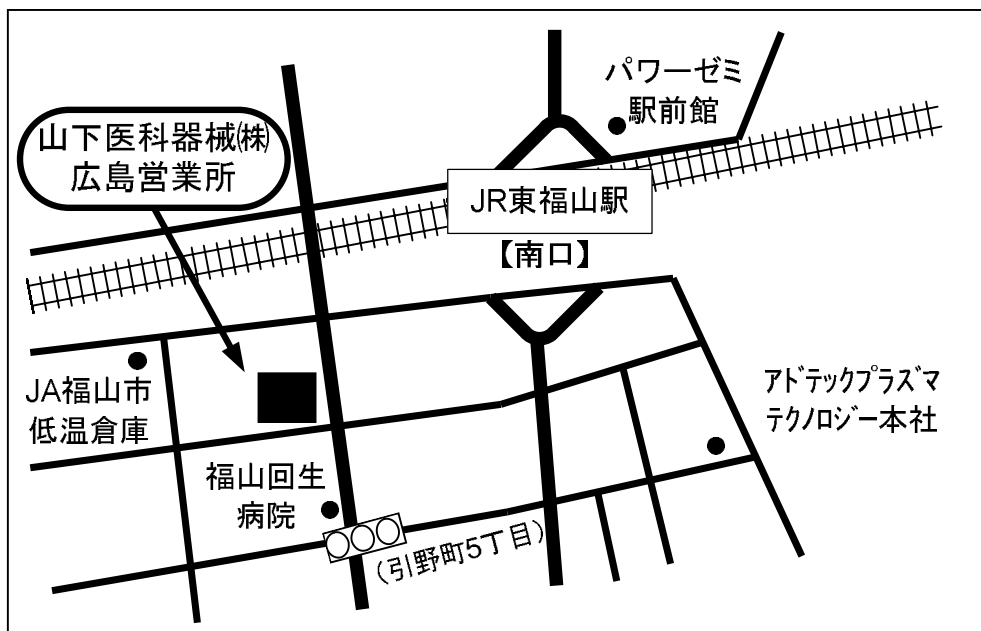 山下医科器械㈱
広島営業所
パワーゼミ
駅前館
JR東福山駅
【南口】
JA福山市
低温倉庫
アドテックプラズマ
テクノロジー本社
福山回生
病院
（引野町5丁目）